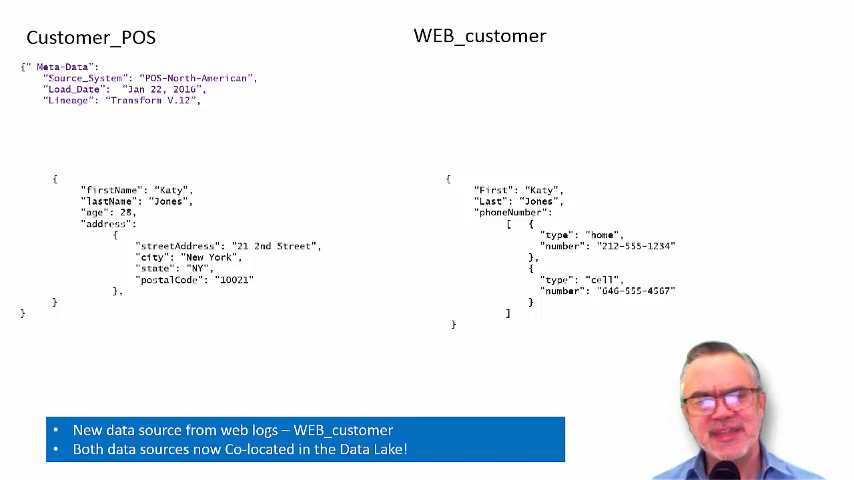 Customer_POS
{“ Meta-Data”:
“Source_System”: “POS-North-American”,
“Load_Date”: “Jan 22, 2016”,
“Lineage”: “Transform V.12”,
{
"firstName": “Katy”,
"lastName": “Jones”,
"age": 28,
"address":
{
"streetAddress": "21 2nd Street",
"city": “New York”,
"state": “NY”,
"postalCode": "10021"
},
}
}
WEB_customer
{
“First”: “Katy”,
“Last”: “Jones”,
"phoneNumber":
[ {
"type": "home",
"number": "212-555-1234"
},
{
"type": “cell”,
"number": "646-555-4567"
}
]
}
• New data source from web logs – WEB_customer
• Both data sources now Co-located in the Data Lake!